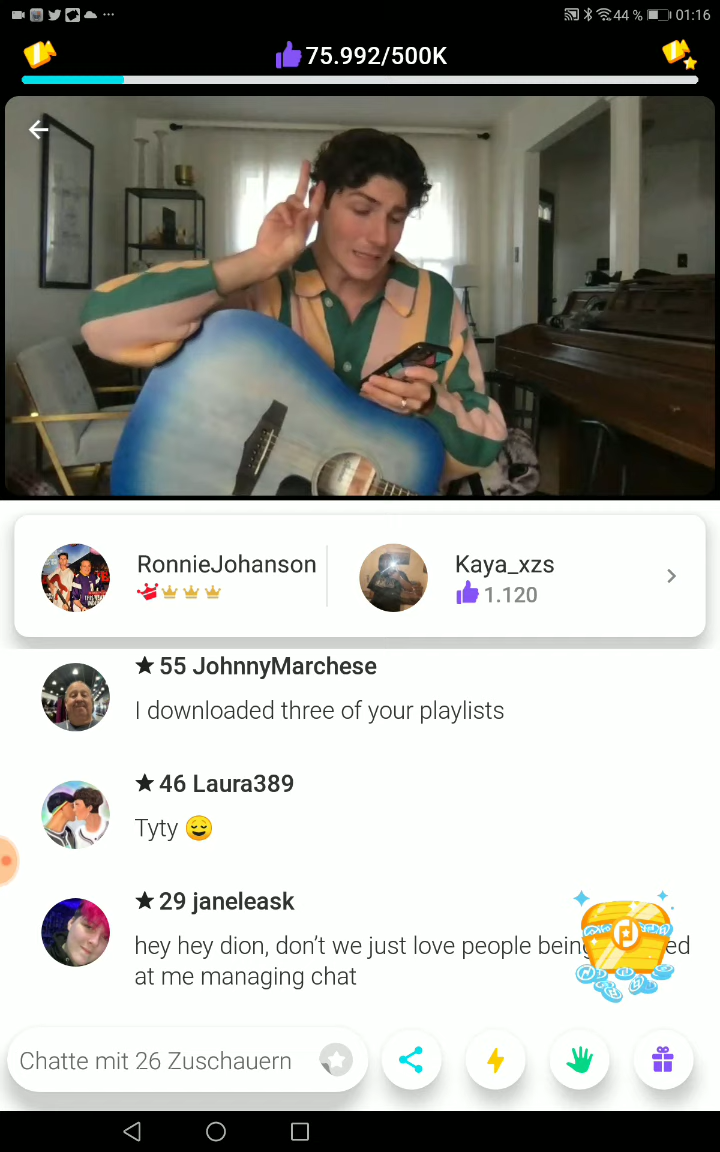 44 % 01:16
75.992/500K
RonnieJohanson
Kaya_xzs
1.120
★ 55 JohnnyMarchese
I downloaded three of your playlists
★ 46 Laura389
Tyty
★ 29 janeleask
hey hey dion, don't we just love people being ed
at me managing chat
Chatte mit 26 Zuschauern